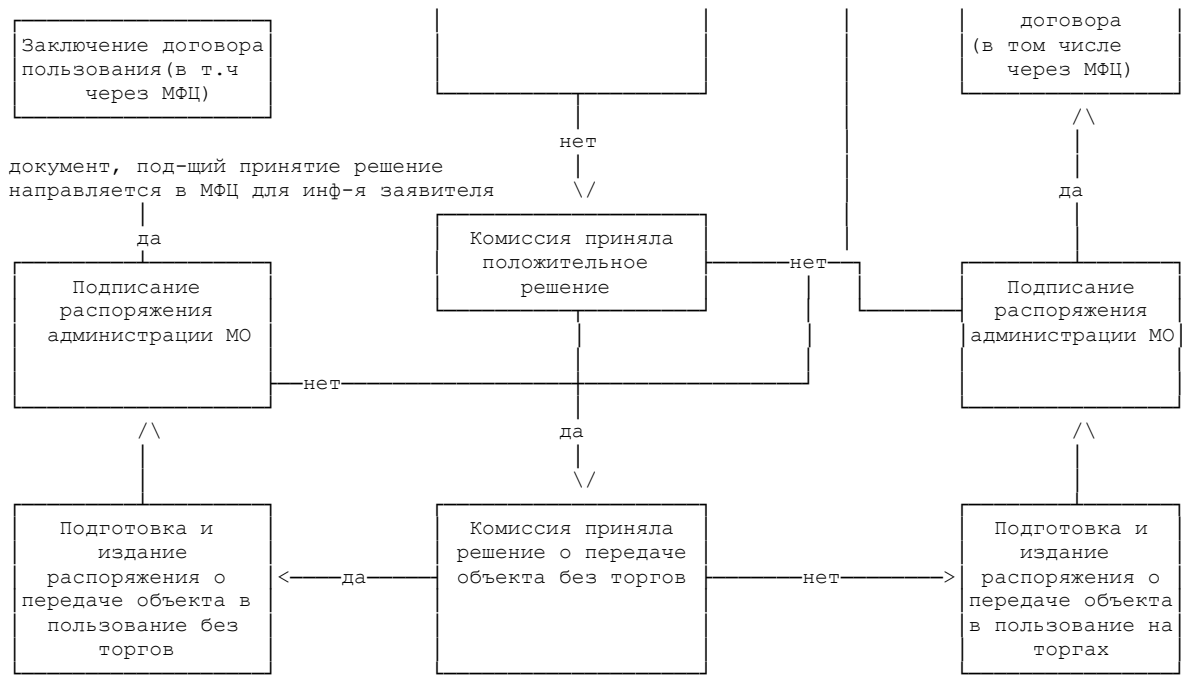 Заключение договора
пользования(в т.ч
через МФЦ)
договора
(в том числе
через МФЦ)
нет
документ, под-щий принятие решение
направляется в МФЦ для инф-я заявителя
да
да
Комиссия приняла
положительное
решение
нет
Подписание
распоряжения
администрации МО
Подписание
распоряжения
администрации МО
нет
да
Подготовка и
издание
распоряжения о
передаче объекта в
пользование без
торгов
да
Комиссия приняла
решение о передаче
объекта без торгов
нет
Подготовка и
издание
распоряжения о
передаче объекта
в пользование на
торгах